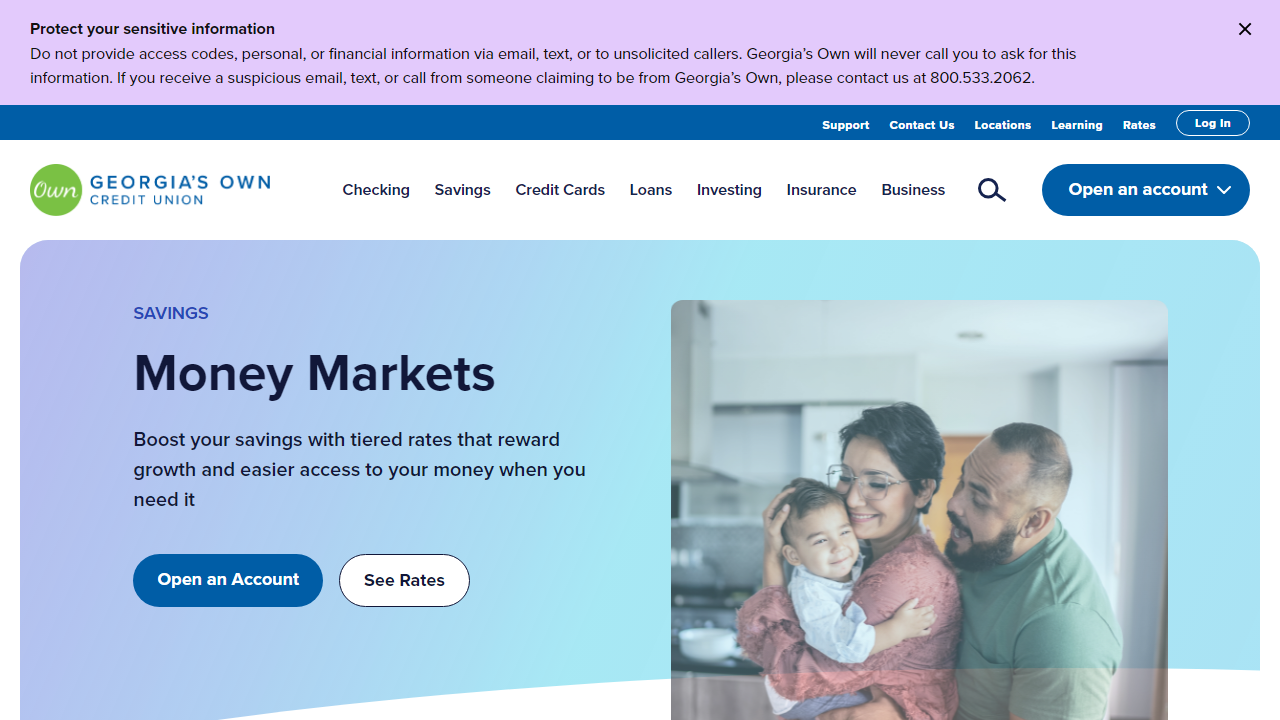 Protect your sensitive information
Do not provide access codes, personal, or financial information via email, text, or to unsolicited callers. Georgia’s Own will never call you to ask for this
information. If you receive a suspicious email, text, or call from someone claiming to be from Georgia’s Own, please contact us at 800.533.2062.
Support Contact Us Locations Learning Rates Log In
Own GEORGIA’S OWN
CREDIT UNION
Checking Savings Credit Cards Loans Investing Insurance Business Open an account
SAVINGS
Money Markets
Boost your savings with tiered rates that reward
growth and easier access to your money when you
need it
Open an Account See Rates